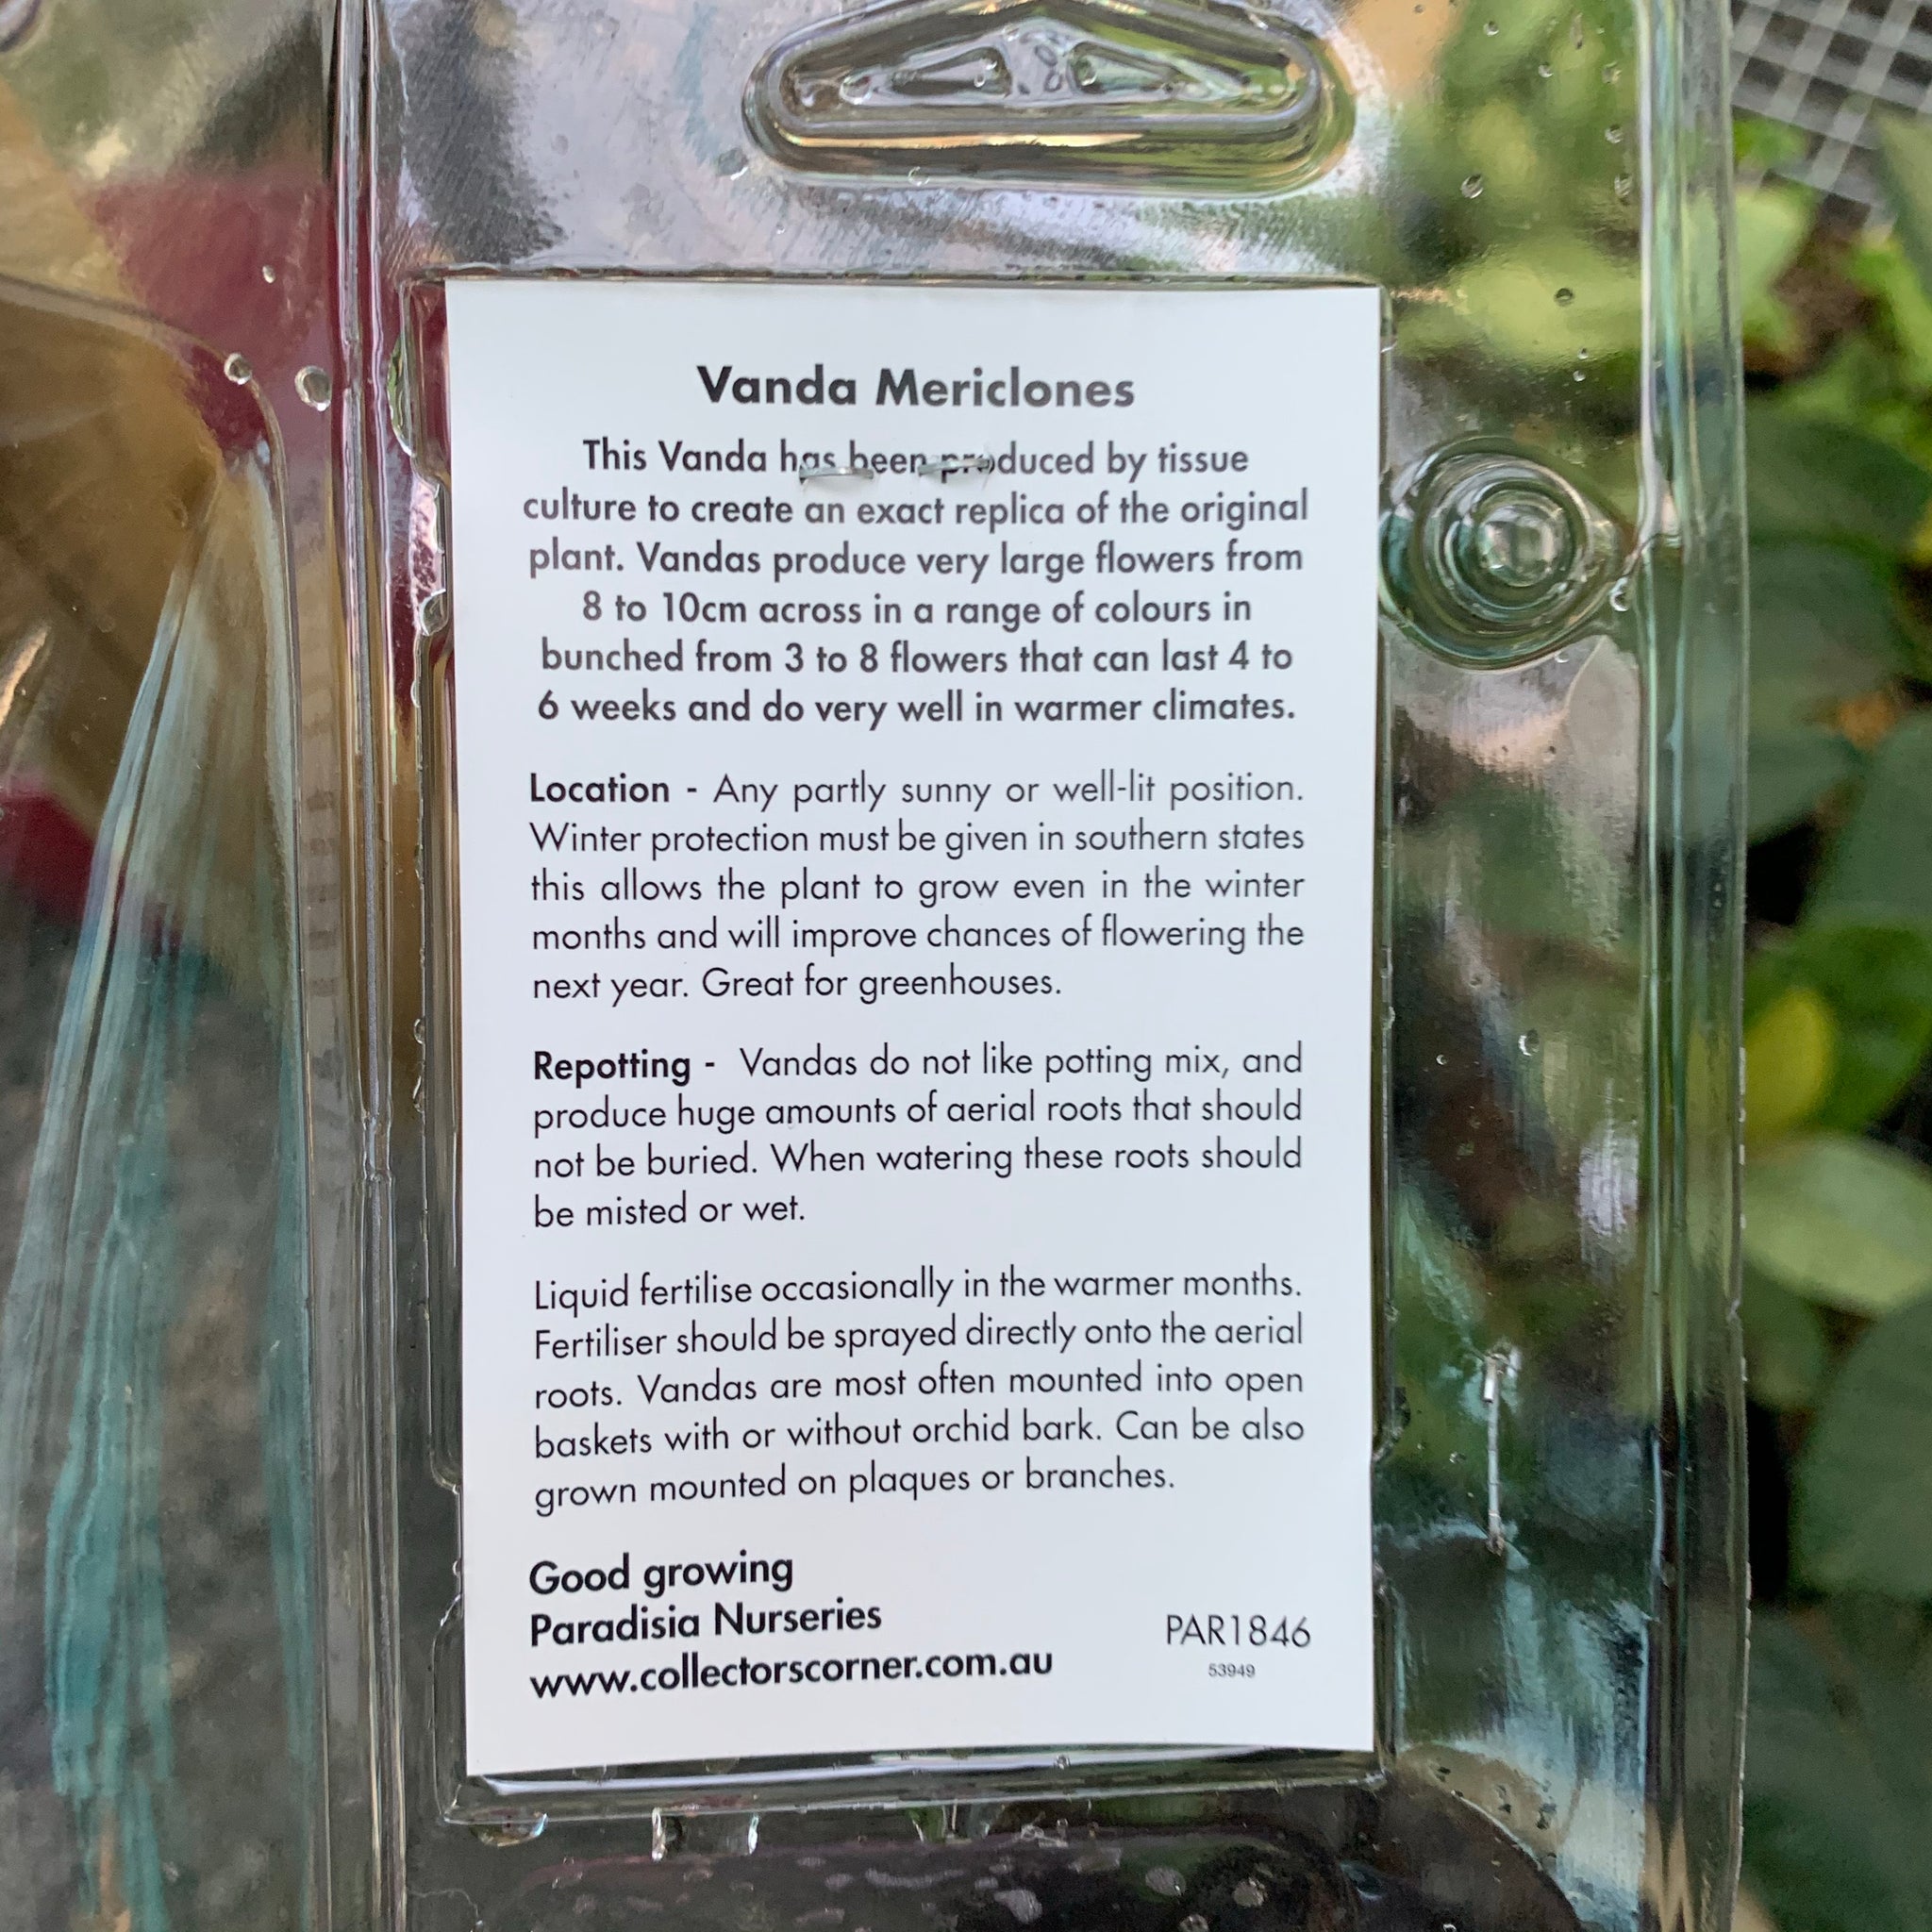 Vanda Mericlones
This Vanda has been produced by tissue
culture to create an exact replica of the original
plant. Vandas produce very large flowers from
8 to 10cm across in a range of colours in
bunched from 3 to 8 flowers that can last 4 to
6 weeks and do very well in warmer climates.
Location - Any partly sunny or well-lit position.
Winter protection must be given in southern states
this allows the plant to grow even in the winter
months and will improve chances of flowering the
next year. Great for greenhouses.
Repotting - Vandas do not like potting mix, and
produce huge amounts of aerial roots that should
not be buried. When watering these roots should
be misted or wet.
Liquid fertilise occasionally in the warmer months.
Fertiliser should be sprayed directly onto the aerial
roots. Vandas are most often mounted into open
baskets with or without orchid bark. Can be also
grown mounted on plaques or branches.
Good growing
Paradisia Nurseries
www.collectorscorner.com.au
PAR1846
53949